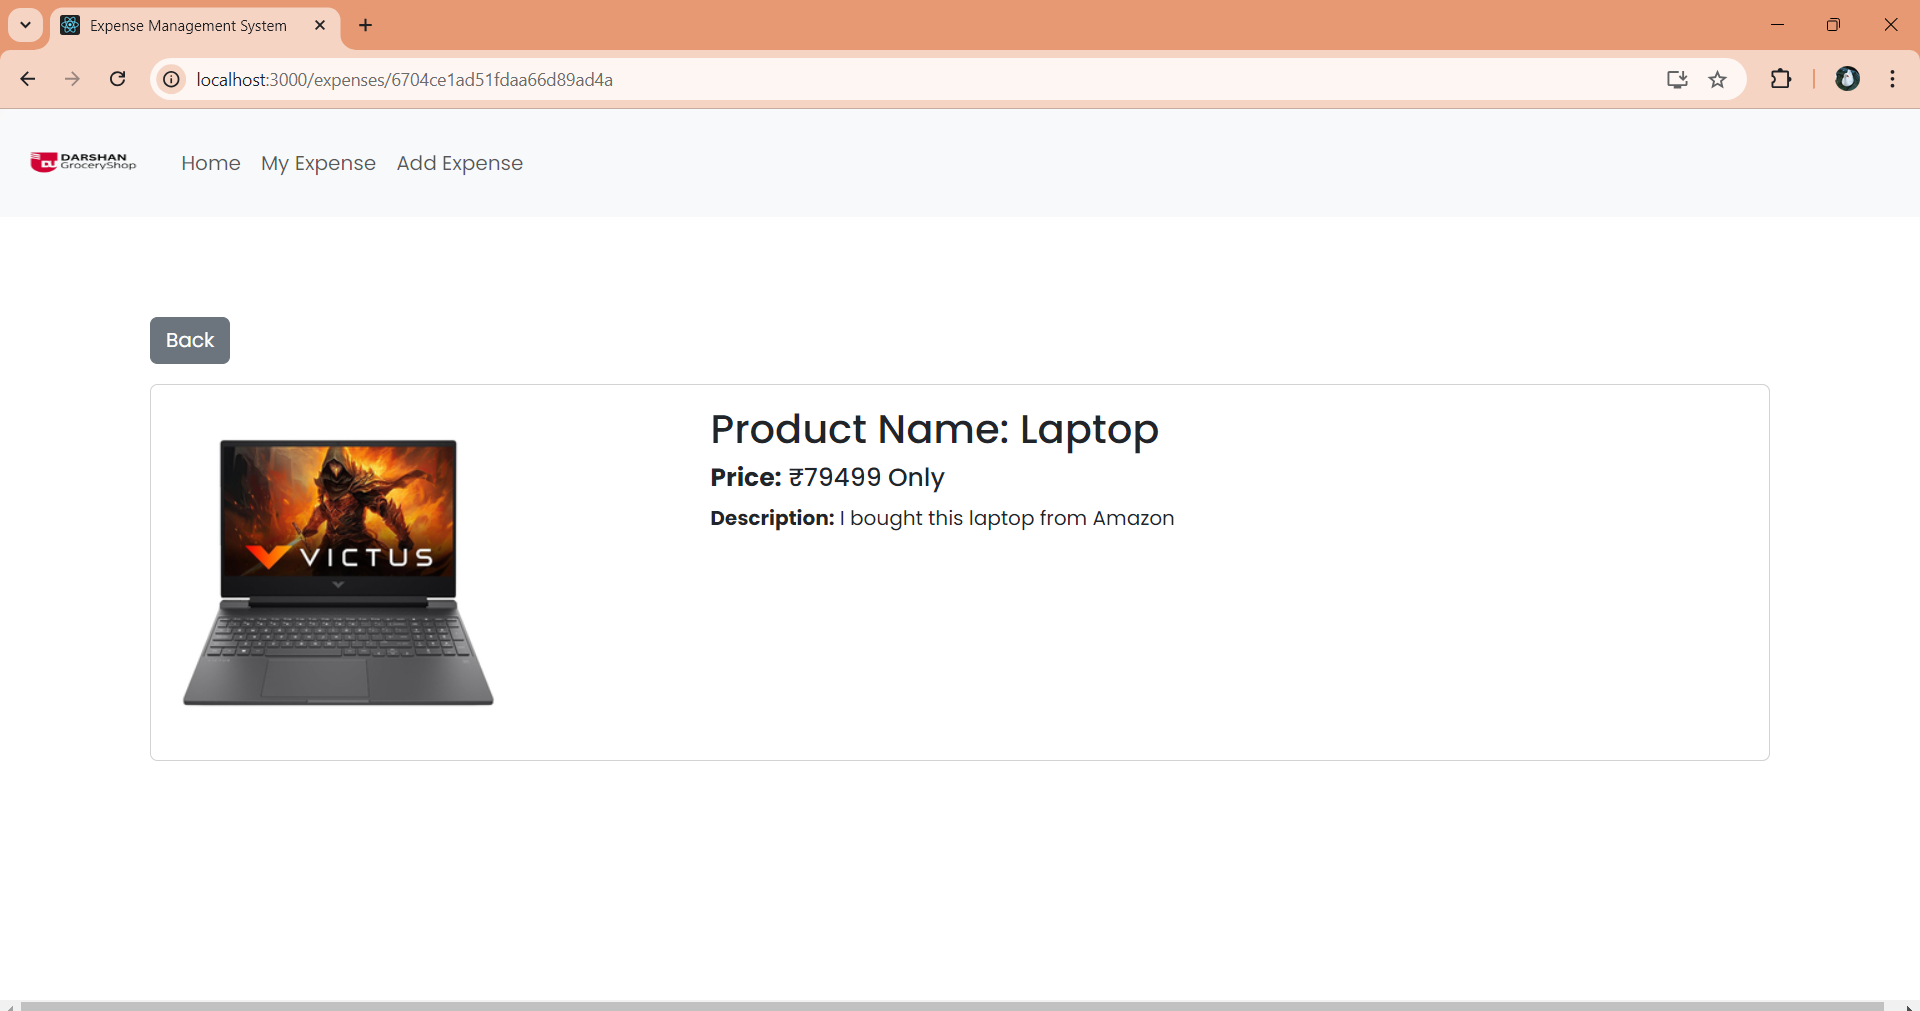 Expense Management System
localhost:3000/expenses/6704ce1ad51fdaa66d89ad4a
DARSHAN
GroceryShop
DU
Home My Expense Add Expense
Back
Product Name: Laptop
Price: ₹79499 Only
Description: I bought this laptop from Amazon
VICTUS